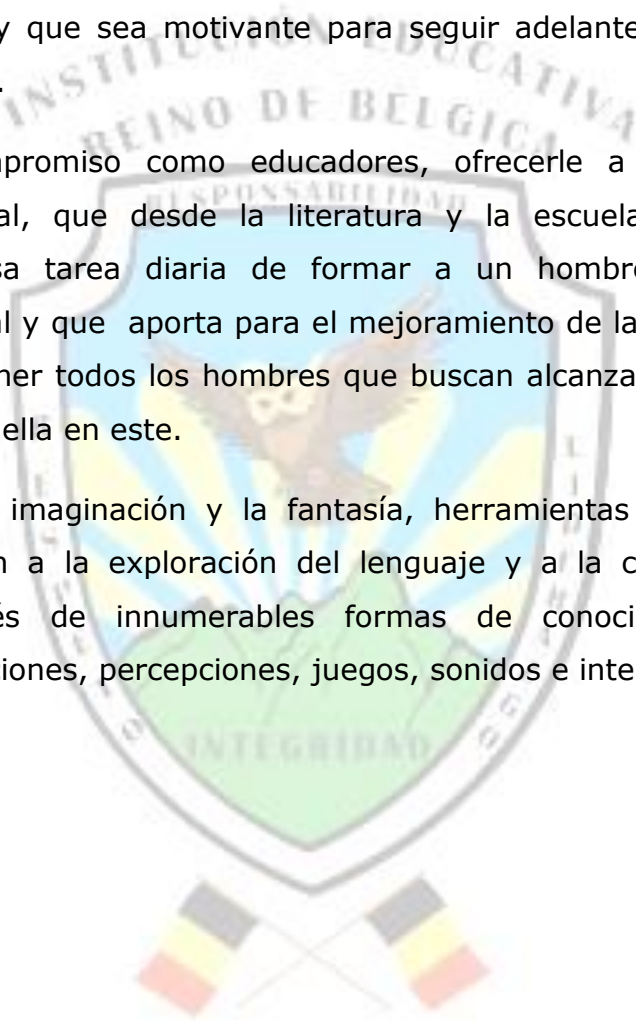 y que sea motivante para seguir adelante
.
INSTITUCIÓN EDUCATIVA
REINO DE BELGICA
promiso como educadores, ofrecerle a
RESPONSABILIDAD
al, que desde la literatura y la escuela
sa tarea diaria de formar a un hombre
al y que aporta para el mejoramiento de la
ner todos los hombres que buscan alcanza
ella en este.
imaginación y la fantasía, herramientas
n a la exploración del lenguaje y a la c
és de innumerables formas de conoci
iones, percepciones, juegos, sonidos e inte
INTEGRIDAD